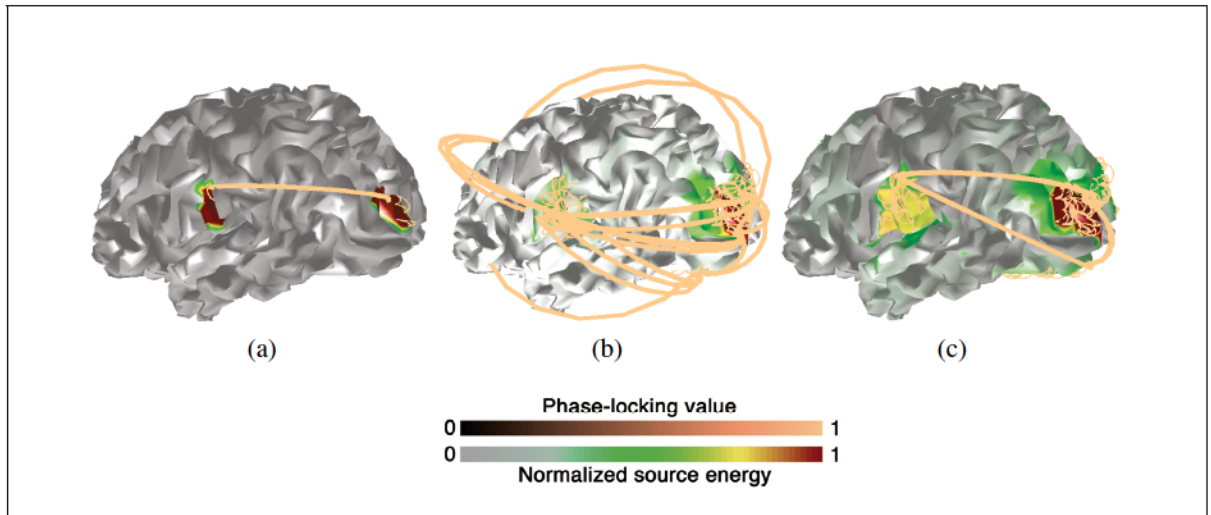 (a) (b) (c)
Phase-locking value
0 1
0 1
Normalized source energy